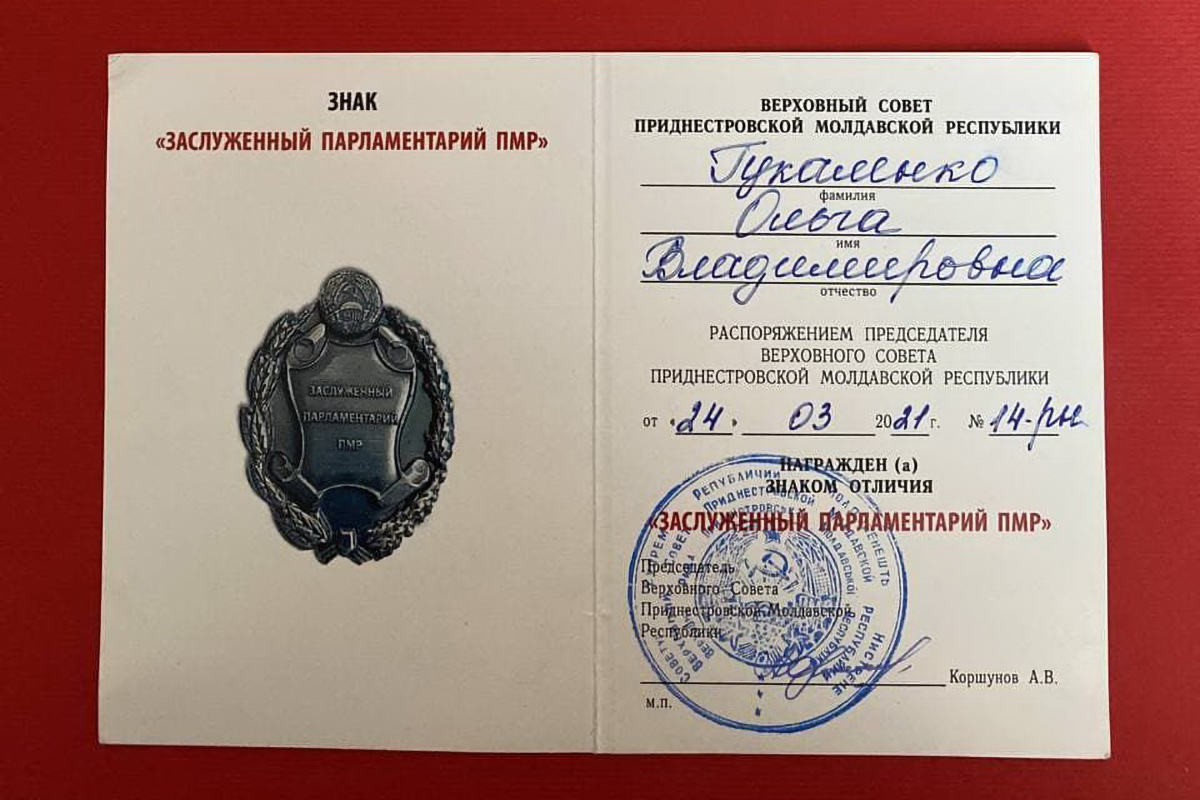 ЗНАК
«ЗАСЛУЖЕННЫЙ ПАРЛАМЕНТАРИЙ ПМР»
ЗАСЛУЖЕННЫЙ
ПАРЛАМЕНТАРИЙ
ПМР
ВЕРХОВНЫЙ СОВЕТ
ПРИДНЕСТРОВСКОЙ МОЛДАВСКОЙ РЕСПУБЛИКИ
Гукаленко
фамилия
Ольга
имя
Владимировна
отчество
РАСПОРЯЖЕНИЕМ ПРЕДСЕДАТЕЛЯ
ВЕРХОВНОГО СОВЕТА
ПРИДНЕСТРОВСКОЙ МОЛДАВСКОЙ РЕСПУБЛИКИ
от «24» 03 2021 г. № 14-рн
НАГРАЖДЕН (а)
ЗНАКОМ ОТЛИЧИЯ
«ЗАСЛУЖЕННЫЙ ПАРЛАМЕНТАРИЙ ПМР»
Председатель
Верховного Совета
Приднестровской Молдавской
Республики
Коршунов А.В.
м.п.